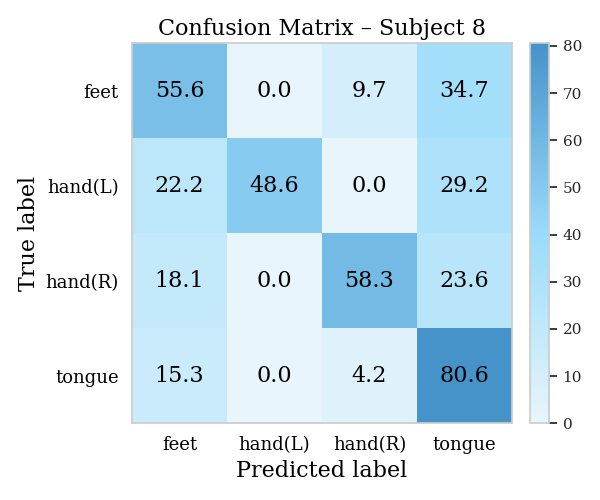 Confusion Matrix – Subject 8
True label
feet 55.6 0.0 9.7 34.7
hand(L) 22.2 48.6 0.0 29.2
hand(R) 18.1 0.0 58.3 23.6
tongue 15.3 0.0 4.2 80.6
feet hand(L) hand(R) tongue
Predicted label
80
70
60
50
40
30
20
10
0